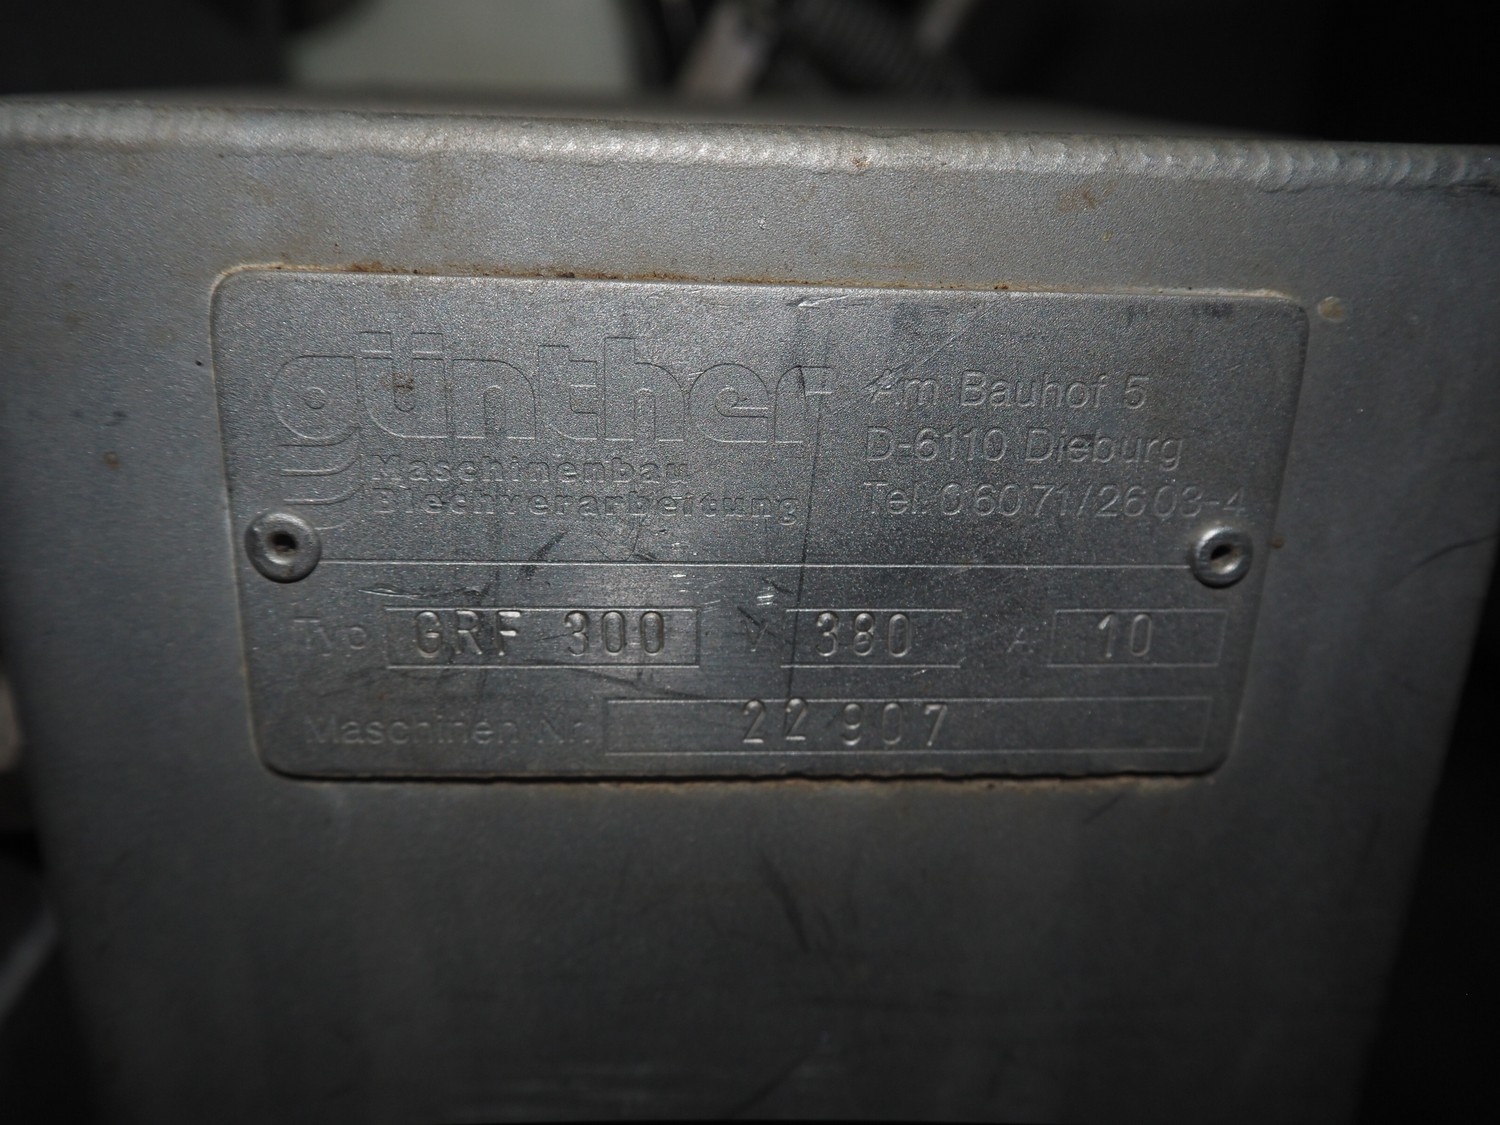 günther
Maschinenbau
Blechverarbeitung
Am Bauhof 5
D-6110 Dieburg
Tel. 06071/2603-4
Typ GRF 300 V 380 A 10
Maschinen Nr. 22907